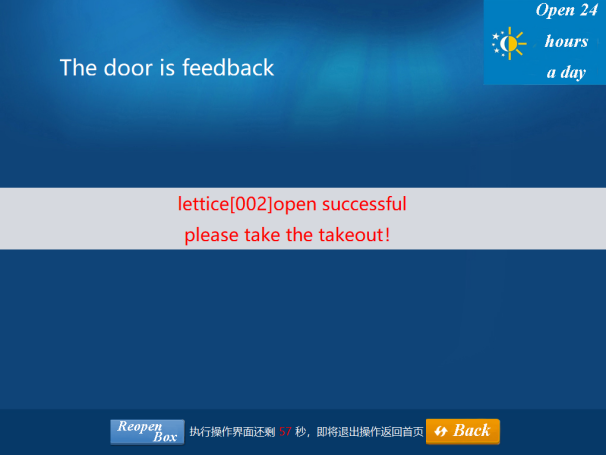 Open 24
hours
a day
The door is feedback
lettice[002]open successful
please take the takeout!
Reopen
Box
执行操作界面还剩 57 秒，即将退出操作返回首页
Back